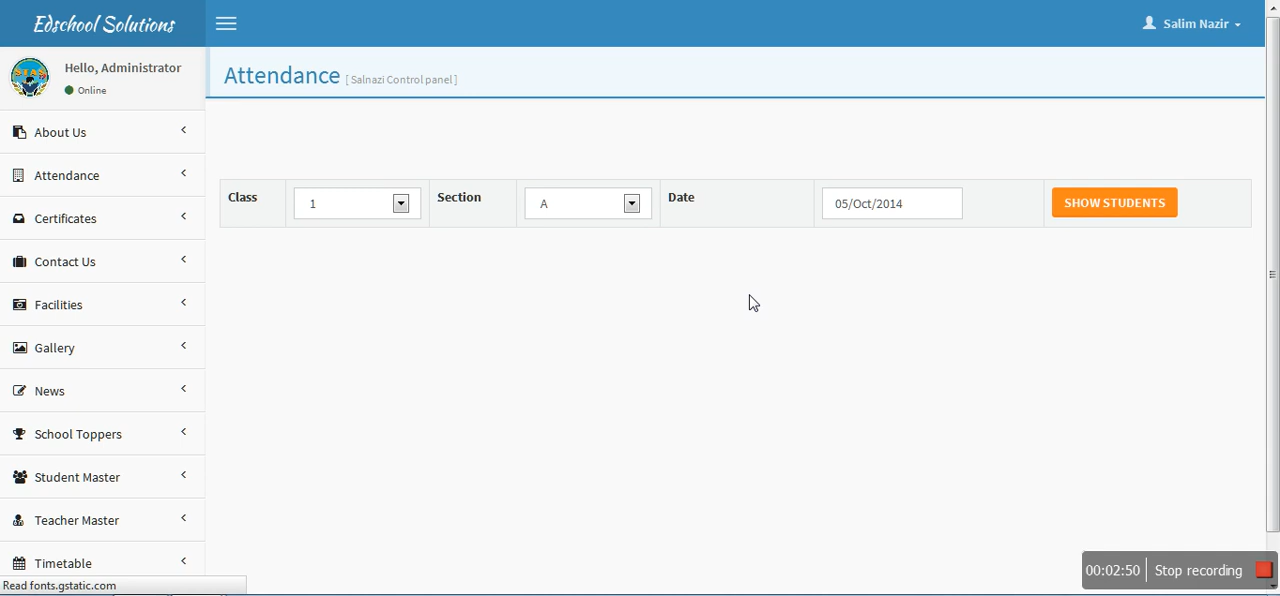 Edschool Solutions
Salim Nazir
Hello, Administrator
Online
Attendance [ Salnazi Control panel ]
About Us
Attendance
Certificates
Contact Us
Facilities
Gallery
News
School Toppers
Student Master
Teacher Master
Timetable
Class 1 Section A Date 05/Oct/2014 SHOW STUDENTS
Read fonts.gstatic.com
00:02:50 Stop recording